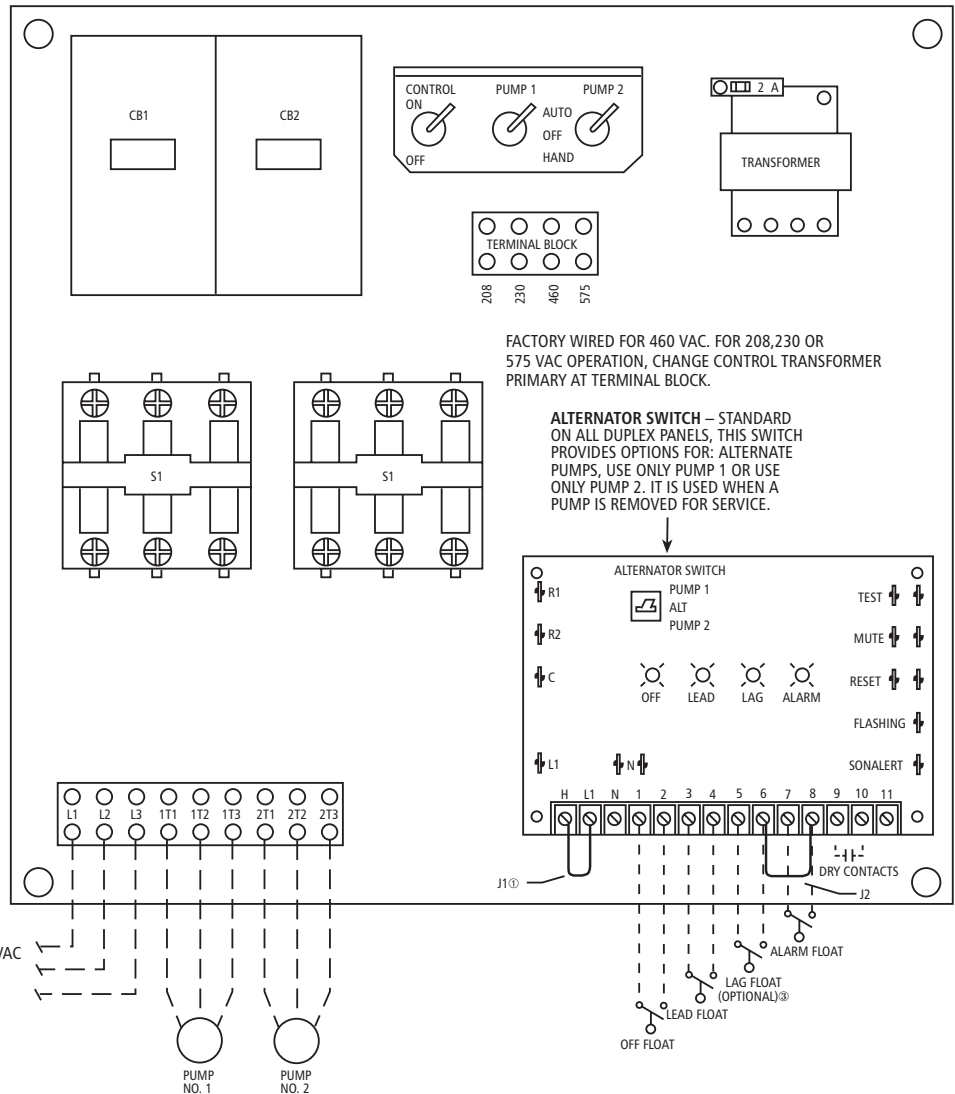 CB1
CB2
CONTROL
ON
OFF
PUMP 1
AUTO
OFF
HAND
PUMP 2
2 A
TRANSFORMER
TERMINAL BLOCK
208
230
460
575
FACTORY WIRED FOR 460 VAC. FOR 208,230 OR
575 VAC OPERATION, CHANGE CONTROL TRANSFORMER
PRIMARY AT TERMINAL BLOCK.
ALTERNATOR SWITCH – STANDARD
ON ALL DUPLEX PANELS, THIS SWITCH
PROVIDES OPTIONS FOR: ALTERNATE
PUMPS, USE ONLY PUMP 1 OR USE
ONLY PUMP 2. IT IS USED WHEN A
PUMP IS REMOVED FOR SERVICE.
S1
S1
ALTERNATOR SWITCH
PUMP 1
ALT
PUMP 2
R1
R2
C
L1
N
OFF
LEAD
LAG
ALARM
TEST
MUTE
RESET
FLASHING
SONALERT
H L1 N 1 2 3 4 5 6 7 8 9 10 11
L1 L2 L3 1T1 1T2 1T3 2T1 2T2 2T3
J1①
DRY CONTACTS
J2
VAC
ALARM FLOAT
LAG FLOAT
(OPTIONAL)③
LEAD FLOAT
OFF FLOAT
PUMP
NO. 1
PUMP
NO. 2